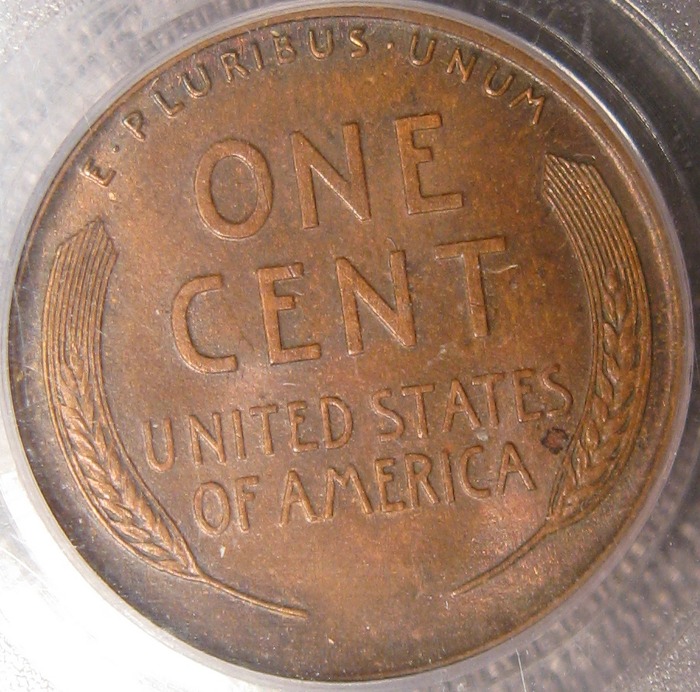 E·PLURIBUS·UNUM
ONE
CENT
UNITED STATES
OF AMERICA